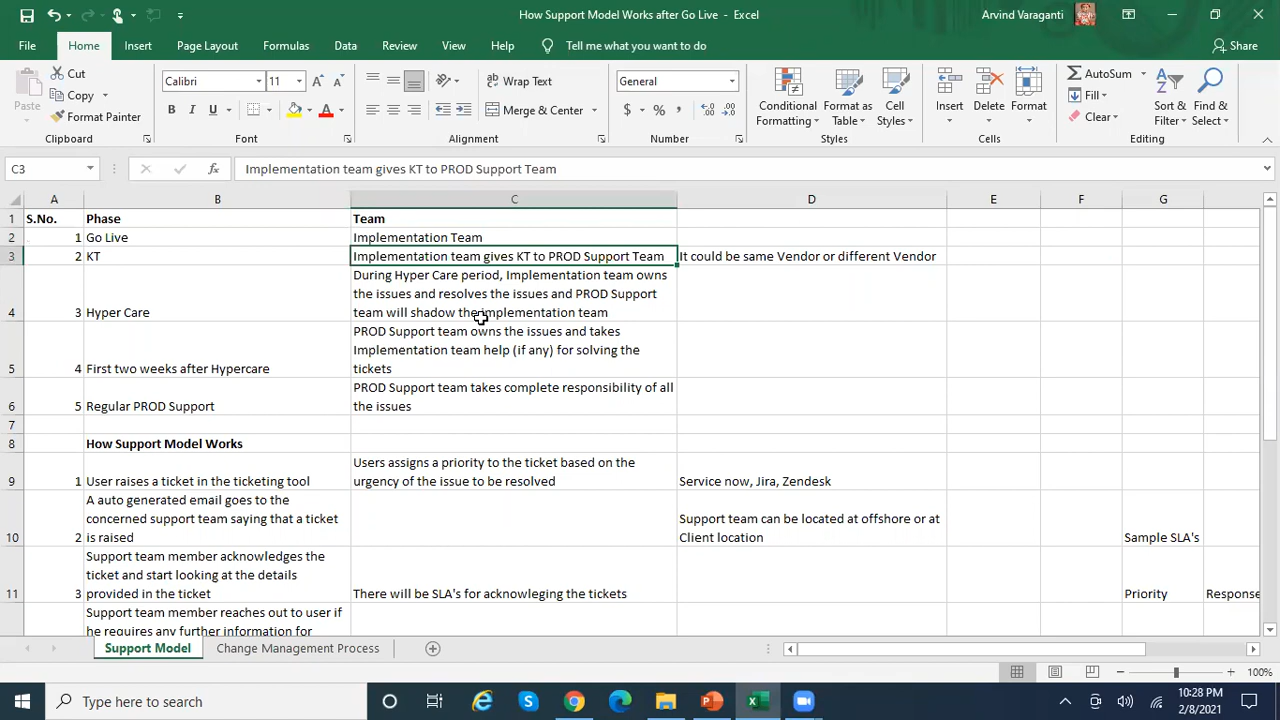 How Support Model Works after Go Live - Excel
Arvind Varaganti
File
Home
Insert
Page Layout
Formulas
Data
Review
View
Help
Tell me what you want to do
Share
Paste
Cut
Copy
Format Painter
Clipboard
Calibri
11
B I U
Font
Wrap Text
Merge & Center
Alignment
General
$ % ,
Number
Conditional
Formatting
Format as
Table
Cell
Styles
Styles
Insert
Delete
Format
Cells
AutoSum
Fill
Clear
Sort &
Filter
Find &
Select
Editing
C3
fx
Implementation team gives KT to PROD Support Team
A B C D E F G
1 S.No. Phase Team
2 1 Go Live Implementation Team
3 2 KT Implementation team gives KT to PROD Support Team It could be same Vendor or different Vendor
During Hyper Care period, Implementation team owns
the issues and resolves the issues and PROD Support
4 3 Hyper Care team will shadow the implementation team
PROD Support team owns the issues and takes
Implementation team help (if any) for solving the
5 4 First two weeks after Hypercare tickets
PROD Support team takes complete responsibility of all
6 5 Regular PROD Support the issues
7
8 How Support Model Works
Users assigns a priority to the ticket based on the
9 1 User raises a ticket in the ticketing tool urgency of the issue to be resolved Service now, Jira, Zendesk
A auto generated email goes to the
concerned support team saying that a ticket Support team can be located at offshore or at
10 2 is raised Client location Sample SLA's
Support team member acknowledges the
ticket and start looking at the details
11 3 provided in the ticket There will be SLA's for acknowleging the tickets Priority Response
Support team member reaches out to user if
he requires any further information for
Support Model
Change Management Process
100%
Type here to search
10:28 PM
2/8/2021